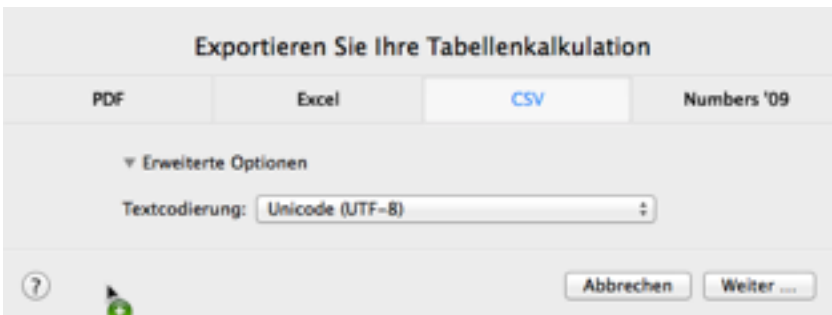 Exportieren Sie Ihre Tabellenkalkulation
PDF Excel CSV Numbers '09
Erweiterte Optionen
Textcodierung: Unicode (UTF-8)
? Abbrechen Weiter ...